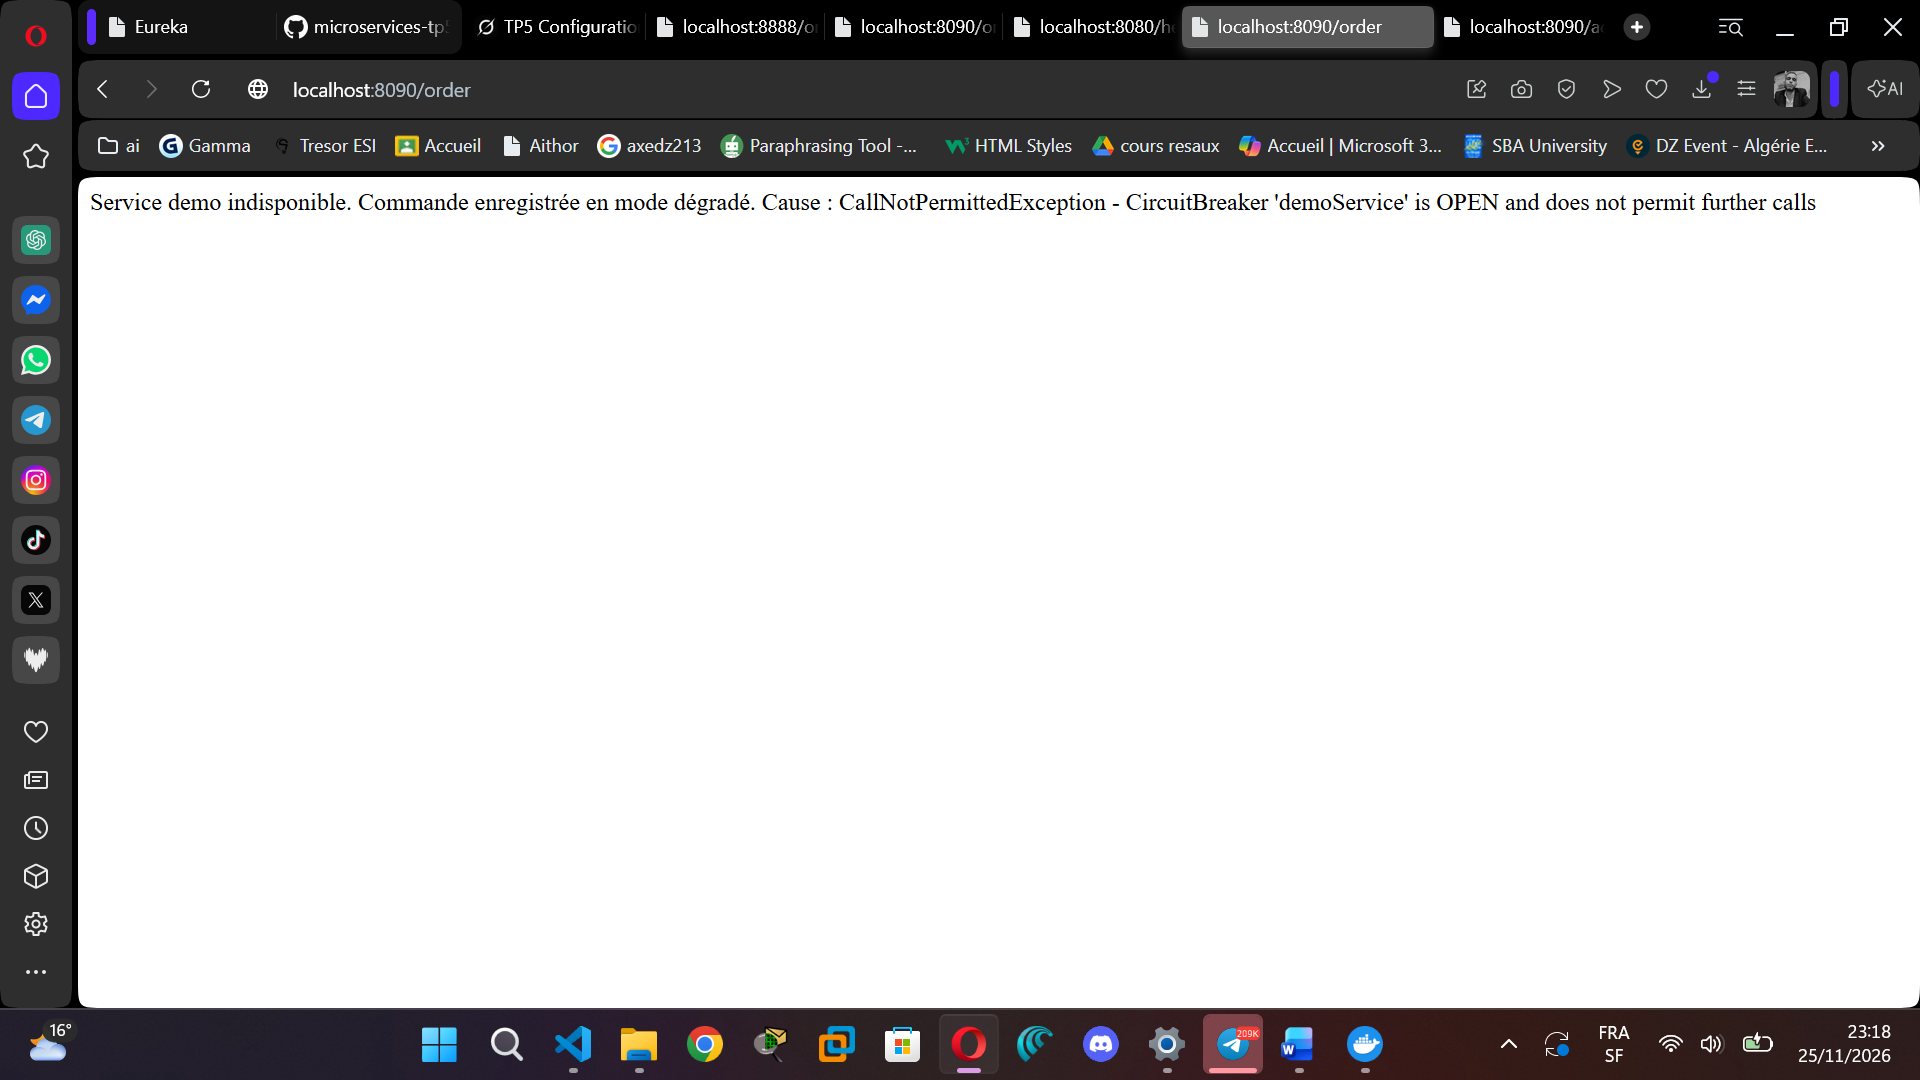 Eureka
microservices-tp5
TP5 Configuratio
localhost:8888/o
localhost:8090/o
localhost:8080/he
localhost:8090/order
localhost:8090/a
localhost:8090/order
AI
ai
Gamma
Tresor ESI
Accueil
Aithor
axedz213
Paraphrasing Tool -...
HTML Styles
cours resaux
Accueil | Microsoft 3...
SBA University
DZ Event - Algérie E...
Service demo indisponible. Commande enregistrée en mode dégradé. Cause : CallNotPermittedException - CircuitBreaker 'demoService' is OPEN and does not permit further calls
16°
209K
FRA
SF
23:18
25/11/2026